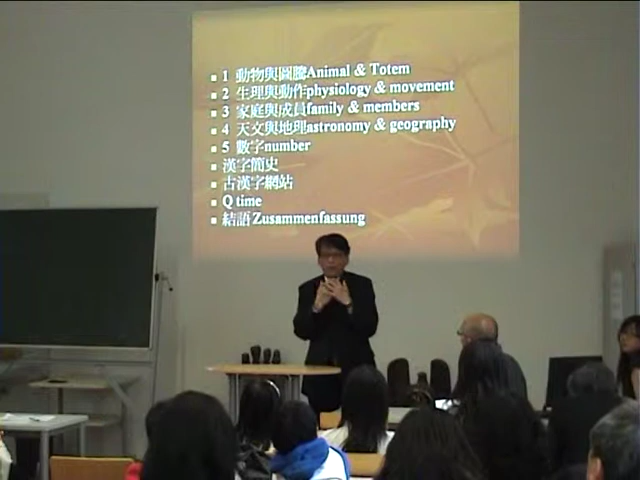 1 動物與圖騰Animal & Totem
2 生理與動作physiology & movement
3 家庭與成員family & members
4 天文與地理astronomy & geography
5 數字number
漢字簡史
古漢字網站
Q time
結語 Zusammenfassung